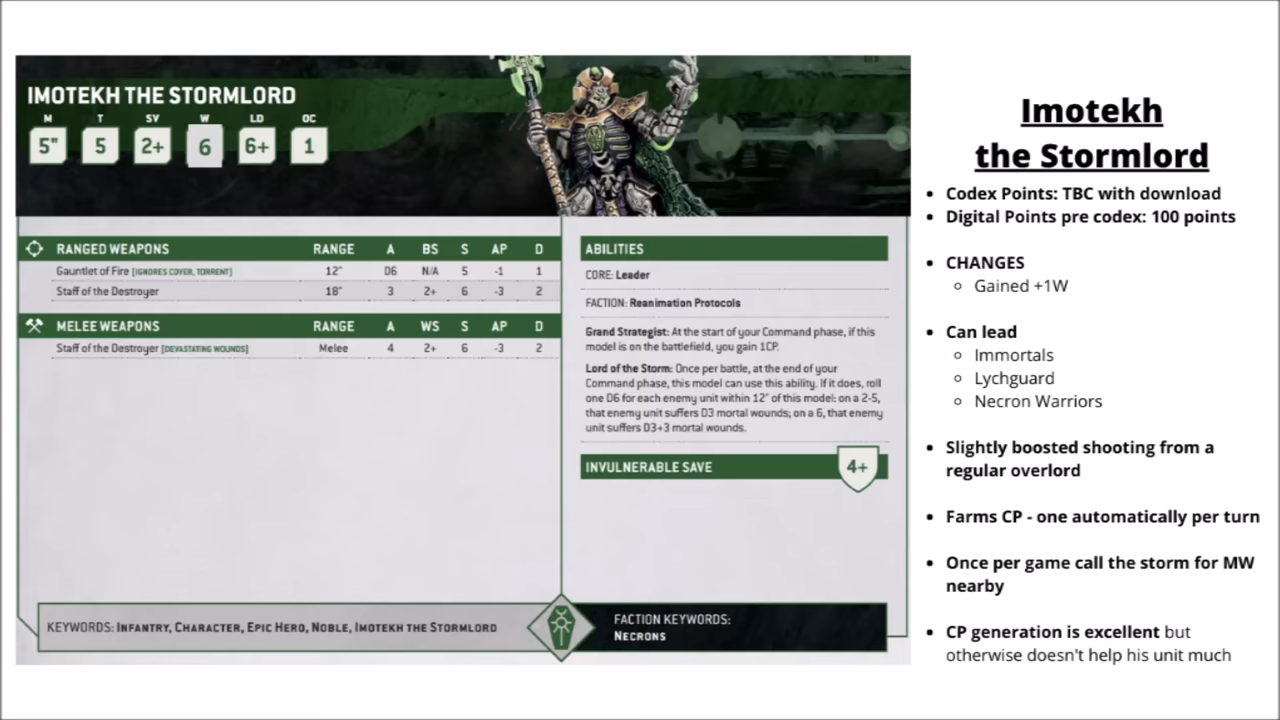 IMOTEKH THE STORMLORD
M T SV W LD OC
5" 5 2+ 6 6+ 1
RANGED WEAPONS RANGE A BS S AP D
Gauntlet of Fire [IGNORES COVER, TORRENT] 12" D6 N/A 5 -1 1
Staff of the Destroyer 18" 3 2+ 6 -3 2
MELEE WEAPONS RANGE A WS S AP D
Staff of the Destroyer [DEVASTATING WOUNDS] Melee 4 2+ 6 -3 2
ABILITIES
CORE: Leader
FACTION: Reanimation Protocols
Grand Strategist: At the start of your Command phase, if this
model is on the battlefield, you gain 1CP.
Lord of the Storm: Once per battle, at the end of your
Command phase, this model can use this ability. If it does, roll
one D6 for each enemy unit within 12" of this model: on a 2-5,
that enemy unit suffers D3 mortal wounds; on a 6, that enemy
unit suffers D3+3 mortal wounds.
INVULNERABLE SAVE 4+
KEYWORDS: INFANTRY, CHARACTER, EPIC HERO, NOBLE, IMOTEKH THE STORMLORD
FACTION KEYWORDS:
NECRONS
Imotekh
the Stormlord
• Codex Points: TBC with download
• Digital Points pre codex: 100 points
• CHANGES
◦ Gained +1W
• Can lead
◦ Immortals
◦ Lychguard
◦ Necron Warriors
• Slightly boosted shooting from a
regular overlord
• Farms CP - one automatically per turn
• Once per game call the storm for MW
nearby
• CP generation is excellent but
otherwise doesn't help his unit much